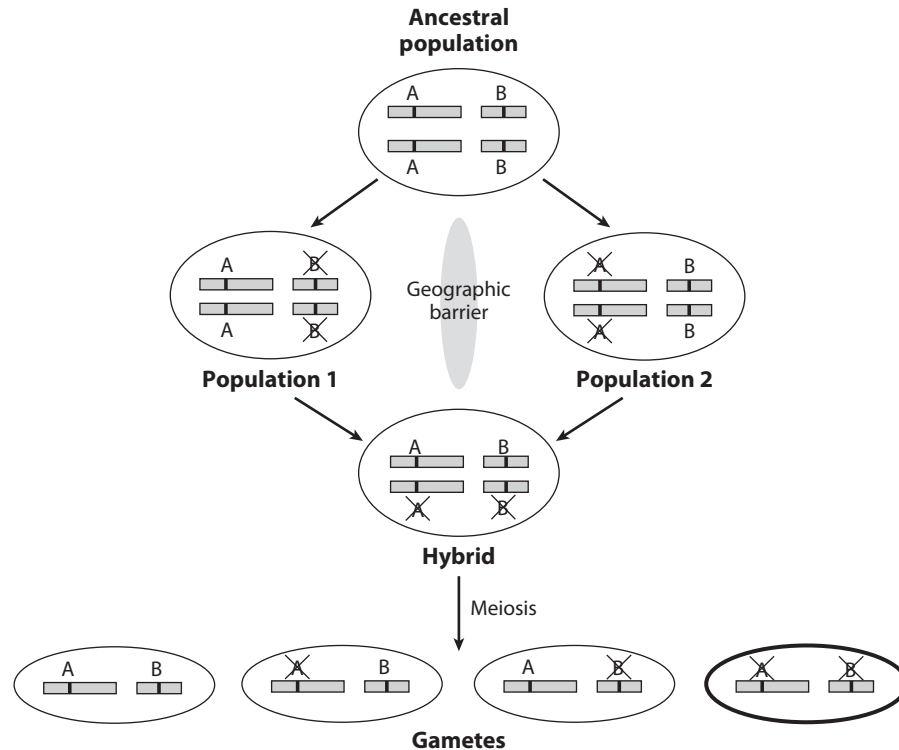 Ancestral
population
A B
A B
A B
A B
Geographic
barrier
A B
A B
Population 1
Population 2
A B
A B
Hybrid
Meiosis
A B
A B
A B
A B
Gametes